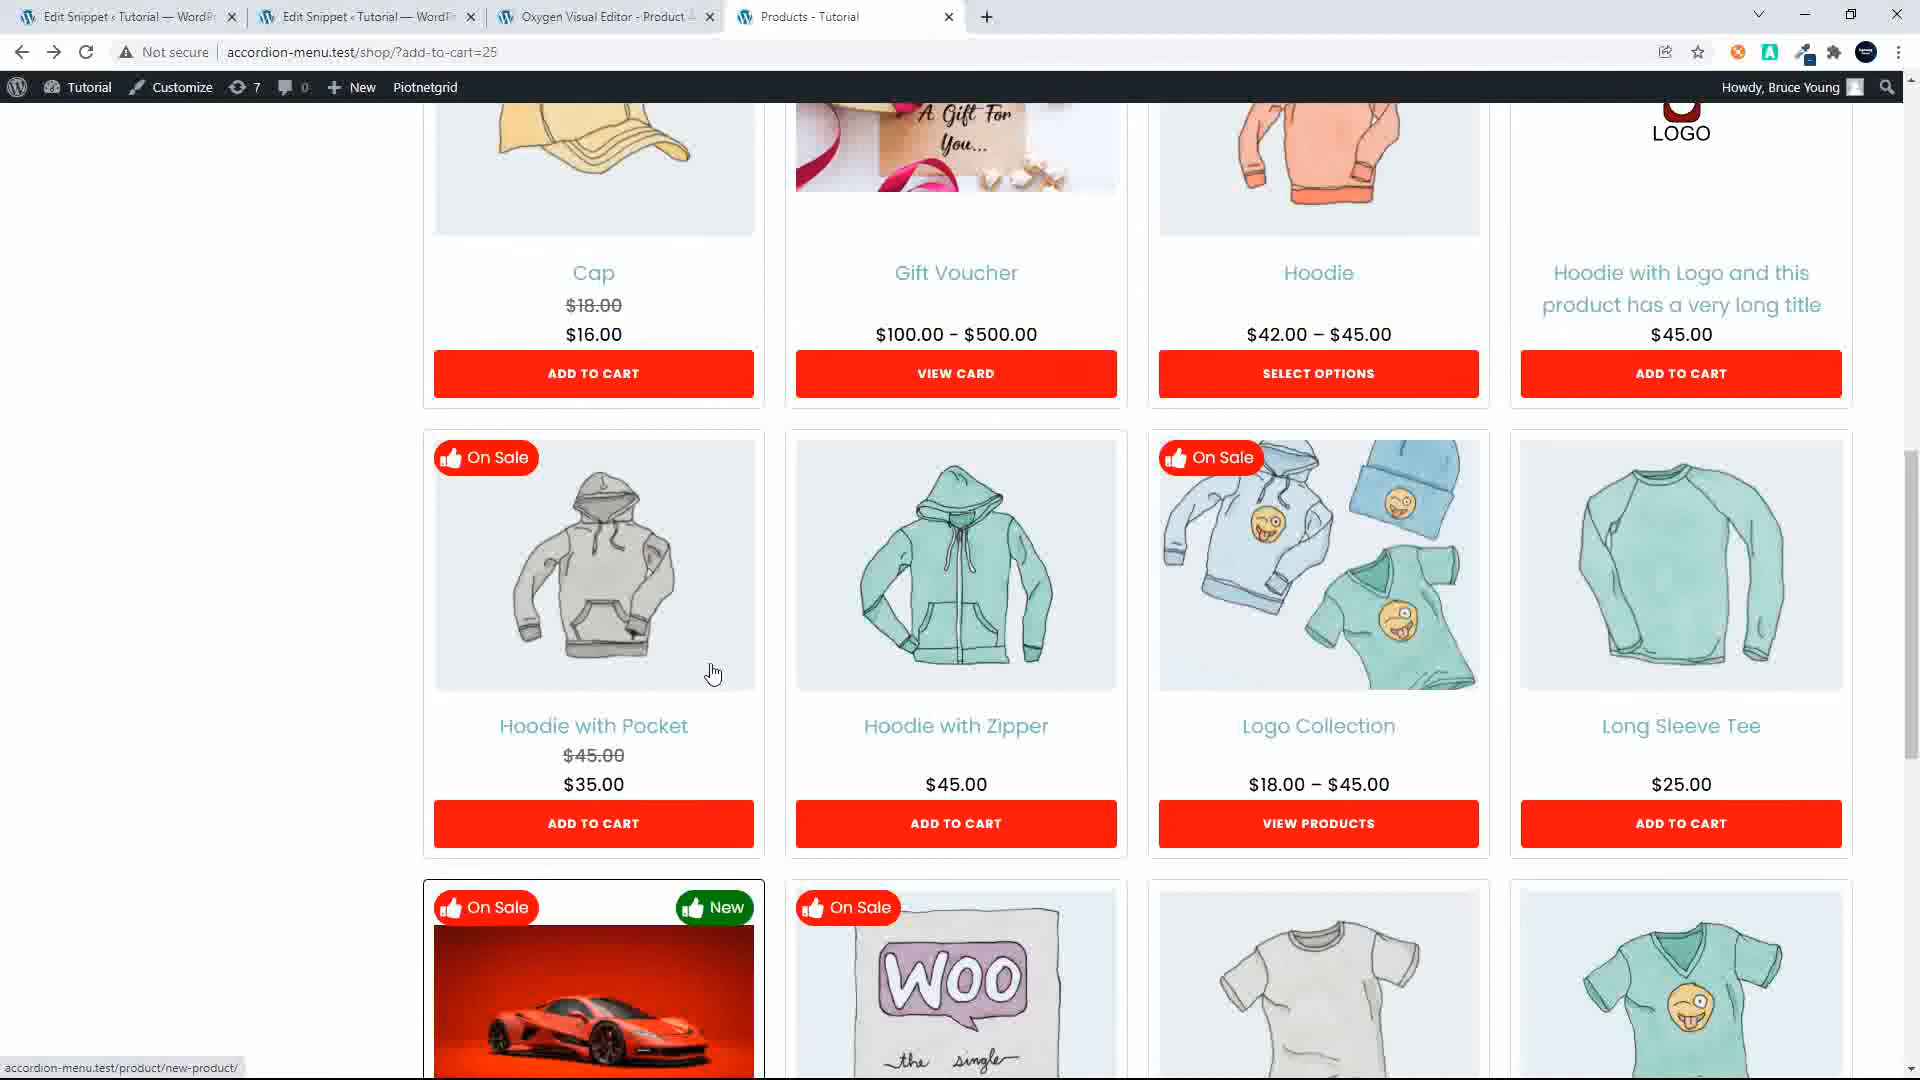 Edit Snippet ‹ Tutorial — WordPr
Edit Snippet ‹ Tutorial — WordPr
Oxygen Visual Editor - Product
Products - Tutorial
Not secure
accordion-menu.test/shop/?add-to-cart=25
Tutorial
Customize
7
0
New
Piotnetgrid
Howdy, Bruce Young
A Gift For
You...
LOGO
Cap
$18.00
$16.00
ADD TO CART
Gift Voucher
$100.00 - $500.00
VIEW CARD
Hoodie
$42.00 – $45.00
SELECT OPTIONS
Hoodie with Logo and this
product has a very long title
$45.00
ADD TO CART
On Sale
Hoodie with Pocket
$45.00
$35.00
ADD TO CART
Hoodie with Zipper
$45.00
ADD TO CART
On Sale
Logo Collection
$18.00 – $45.00
VIEW PRODUCTS
Long Sleeve Tee
$25.00
ADD TO CART
On Sale
New
On Sale
WOO
the single
accordion-menu.test/product/new-product/